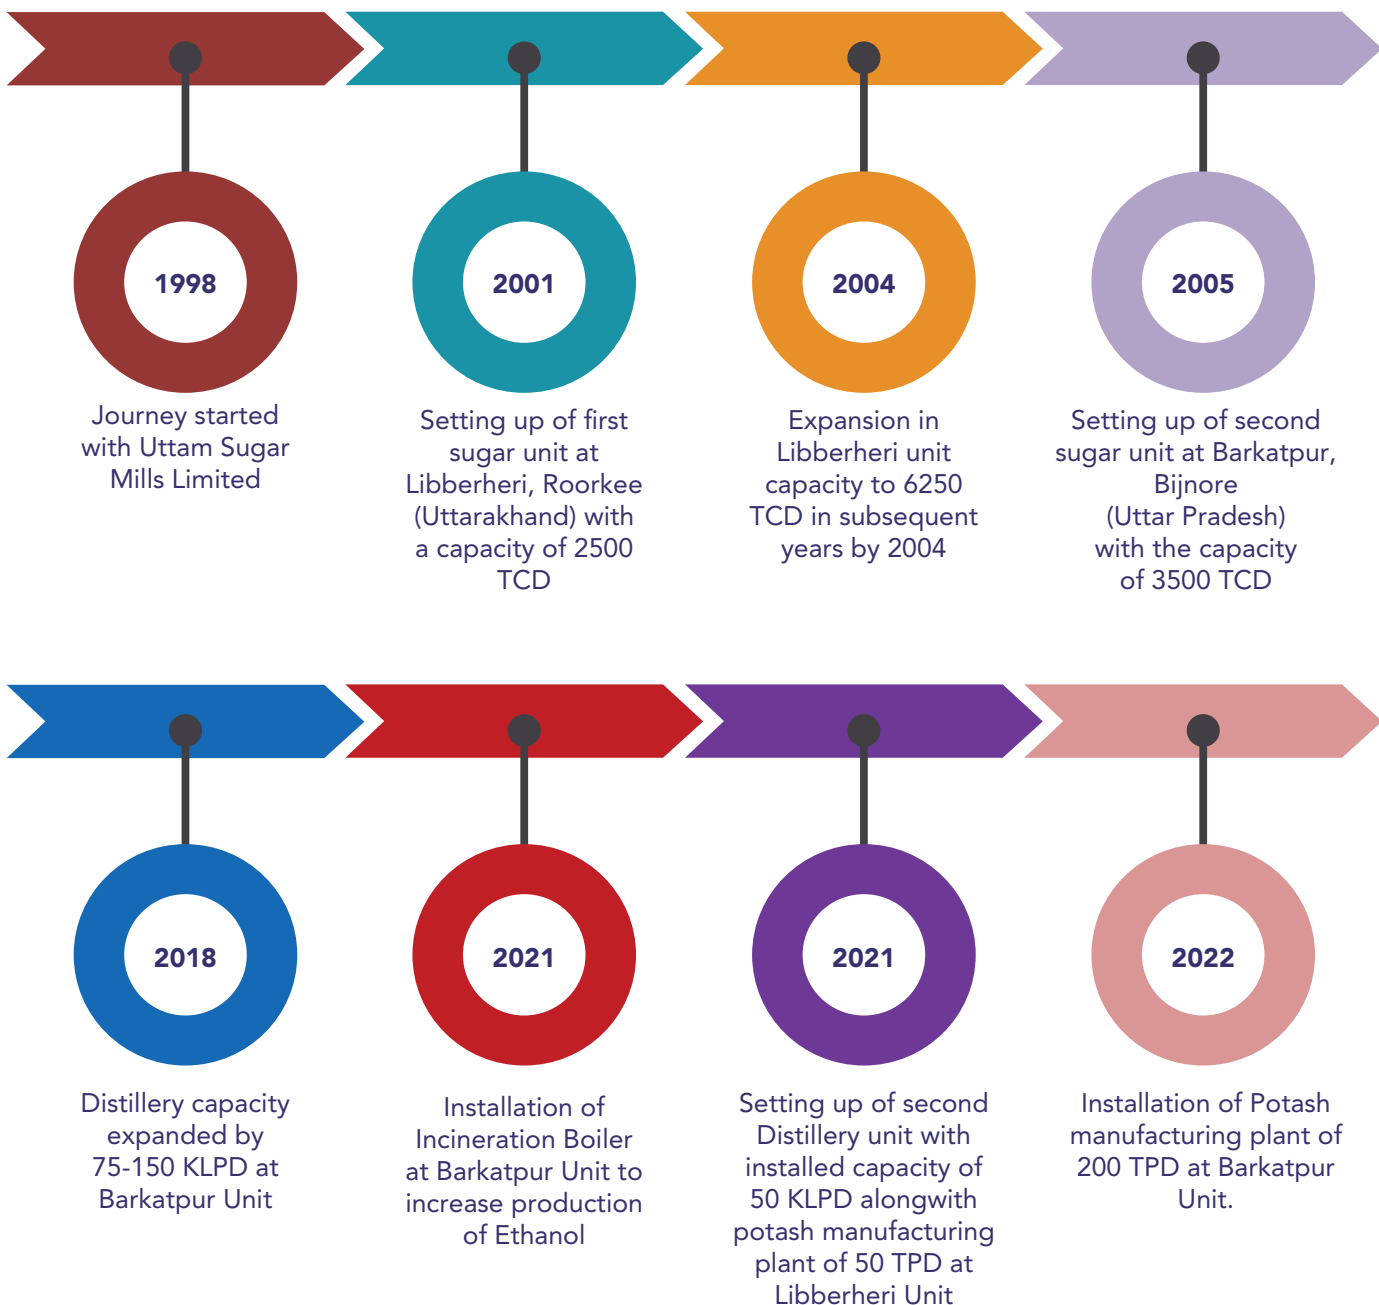 1998
Journey started
with Uttam Sugar
Mills Limited
2001
Setting up of first
sugar unit at
Libberheri, Roorkee
(Uttarakhand) with
a capacity of 2500
TCD
2004
Expansion in
Libberheri unit
capacity to 6250
TCD in subsequent
years by 2004
2005
Setting up of second
sugar unit at Barkatpur,
Bijnore
(Uttar Pradesh)
with the capacity
of 3500 TCD
2018
Distillery capacity
expanded by
75-150 KLPD at
Barkatpur Unit
2021
Installation of
Incineration Boiler
at Barkatpur Unit to
increase production
of Ethanol
2021
Setting up of second
Distillery unit with
installed capacity of
50 KLPD alongwith
potash manufacturing
plant of 50 TPD at
Libberheri Unit
2022
Installation of Potash
manufacturing plant of
200 TPD at Barkatpur
Unit.